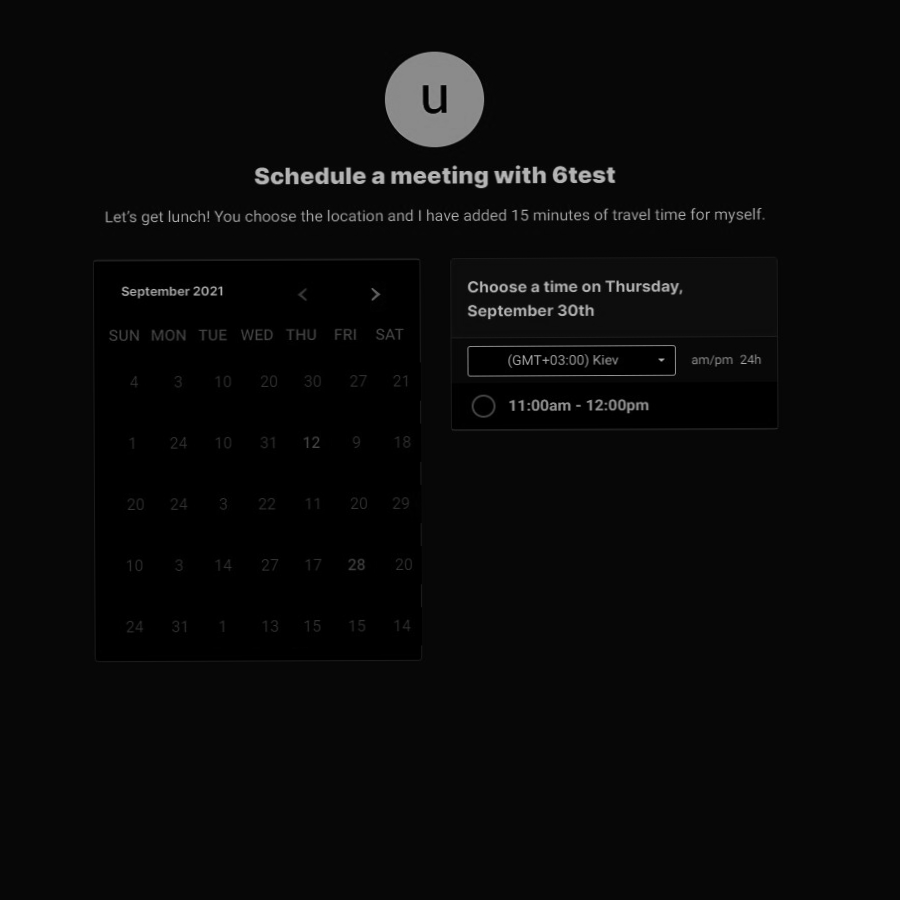 u
Schedule a meeting with 6test
Let's get lunch! You choose the location and I have added 15 minutes of travel time for myself.
September 2021
SUN MON TUE WED THU FRI SAT
4 3 10 20 30 27 21
1 24 10 31 12 9 18
20 24 3 22 11 20 29
10 3 14 27 17 28 20
24 31 1 13 15 15 14
Choose a time on Thursday,
September 30th
(GMT+03:00) Kiev am/pm 24h
11:00am - 12:00pm